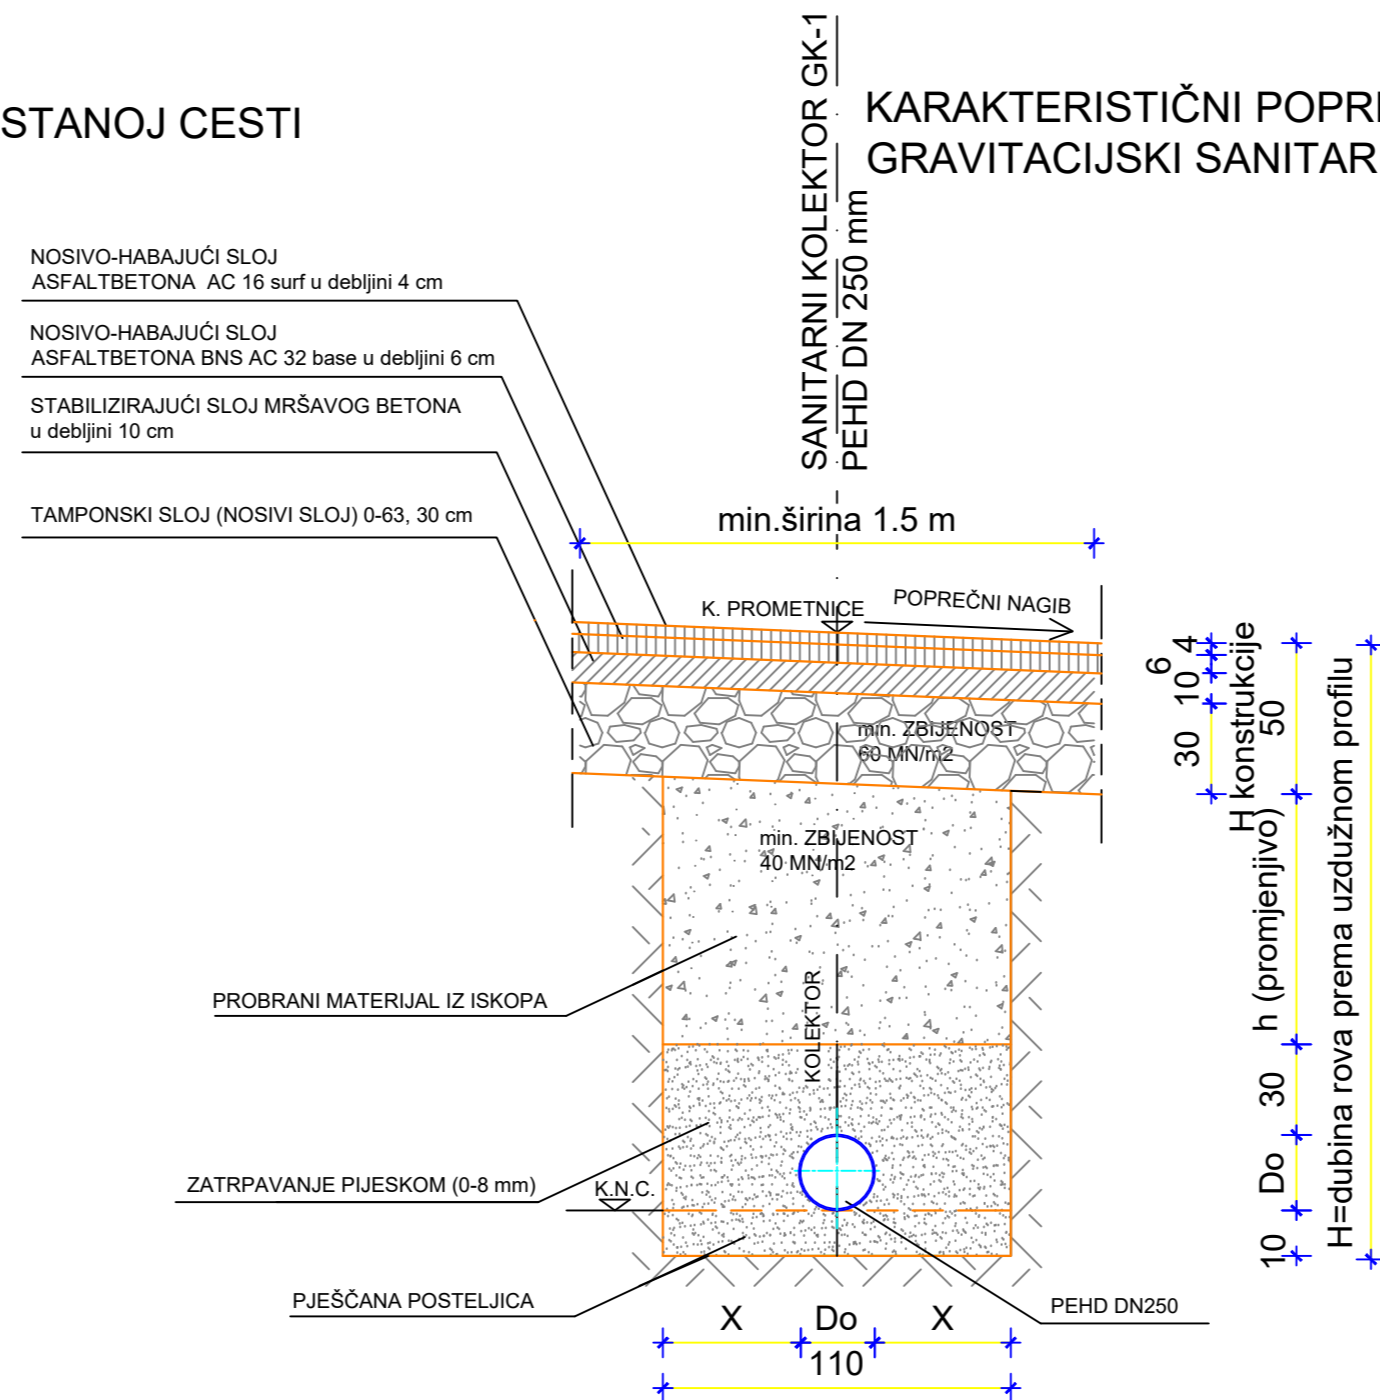 STANOJ CESTI
SANITARNI KOLEKTOR GK-1
PEHD DN 250 mm
KARAKTERISTIČNI POPR
GRAVITACIJSKI SANITAR
NOSIVO-HABAJUĆI SLOJ
ASFALTBETONA AC 16 surf u debljini 4 cm
NOSIVO-HABAJUĆI SLOJ
ASFALTBETONA BNS AC 32 base u debljini 6 cm
STABILIZIRAJUĆI SLOJ MRŠAVOG BETONA
u debljini 10 cm
TAMPONSKI SLOJ (NOSIVI SLOJ) 0-63, 30 cm
min.širina 1.5 m
K. PROMETNICE
POPREČNI NAGIB
min. ZBIJENOST
60 MN/m2
min. ZBIJENOST
40 MN/m2
KOLEKTOR
PROBRANI MATERIJAL IZ ISKOPA
ZATRPAVANJE PIJESKOM (0-8 mm)
K.N.C.
PJEŠČANA POSTELJICA
PEHD DN250
X
Do
X
110
4
6
10
30
H konstrukcije
50
h (promjenjivo)
30
Do
10
H=dubina rova prema uzdužnom profilu